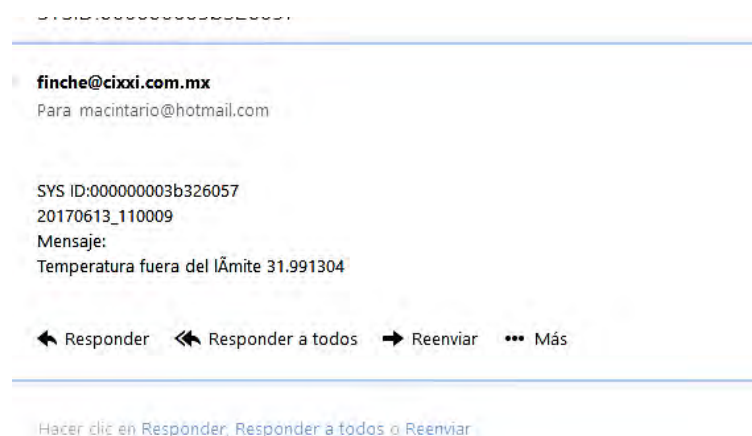 finche@cixxi.com.mx
Para macintario@hotmail.com
SYS ID:000000003b326057
20170613_110009
Mensaje:
Temperatura fuera del lÃmite 31.991304
Responder Responder a todos Reenviar Más
Hacer clic en Responder, Responder a todos o Reenviar